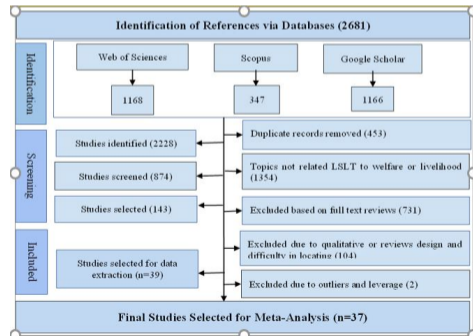 Identification of References via Databases (2681)
Identification
Web of Sciences
Scopus
Google Scholar
1168
347
1166
Screening
Studies identified (2228)
Duplicate records removed (453)
Studies screened (874)
Topics not related LSLT to welfare or livelihood
(1354)
Studies selected (143)
Excluded based on full text reviews (731)
Included
Studies selected for data
extraction (n=39)
Excluded due to qualitative or reviews design and
difficulty in locating (104)
Excluded due to outliers and leverage (2)
Final Studies Selected for Meta-Analysis (n=37)